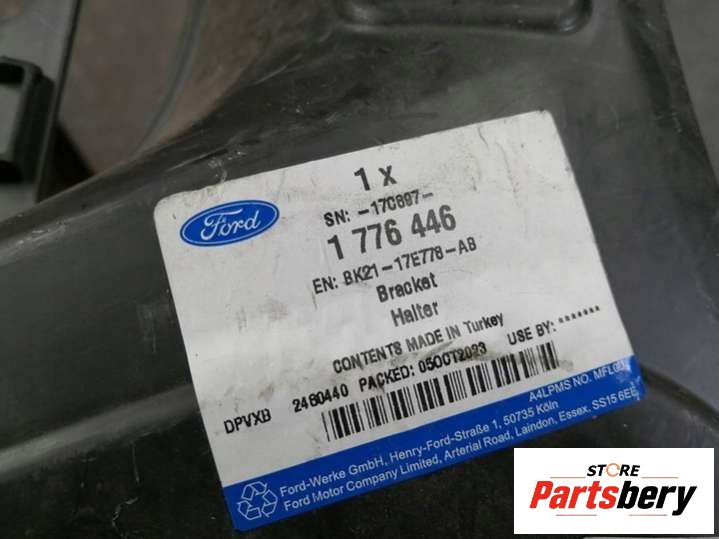 1 X
SN: -17C897-
Ford
1 776 446
EN: BK21-17E778-AB
Bracket
Halter
CONTENTS MADE IN Turkey
DPVXB 2460440 PACKED: 05OCT2023 USE BY: *******
A4LPMS NO. MFL
Ford-Werke GmbH, Henry-Ford-Straße 1, 50735 Köln
Ford Motor Company Limited, Arterial Road, Laindon, Essex. SS15 6EE
STORE
Partsbery